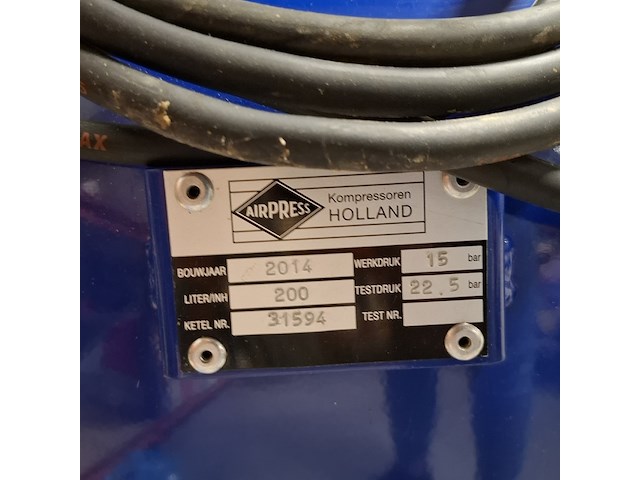 AX
AIRPRESS
Kompressoren
HOLLAND
BOUWJAAR 2014 WERKDRUK 15 bar
LITER/INH 200 TESTDRUK 22.5 bar
KETEL NR. 31594 TEST NR.